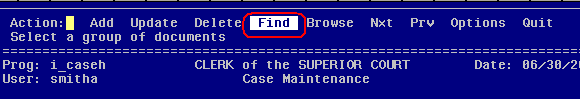 Action: Add Update Delete Find Browse Nxt Prv Options Quit
Select a group of documents
Prog: i_caseh CLERK of the SUPERIOR COURT Date: 06/30/20
User: smitha Case Maintenance